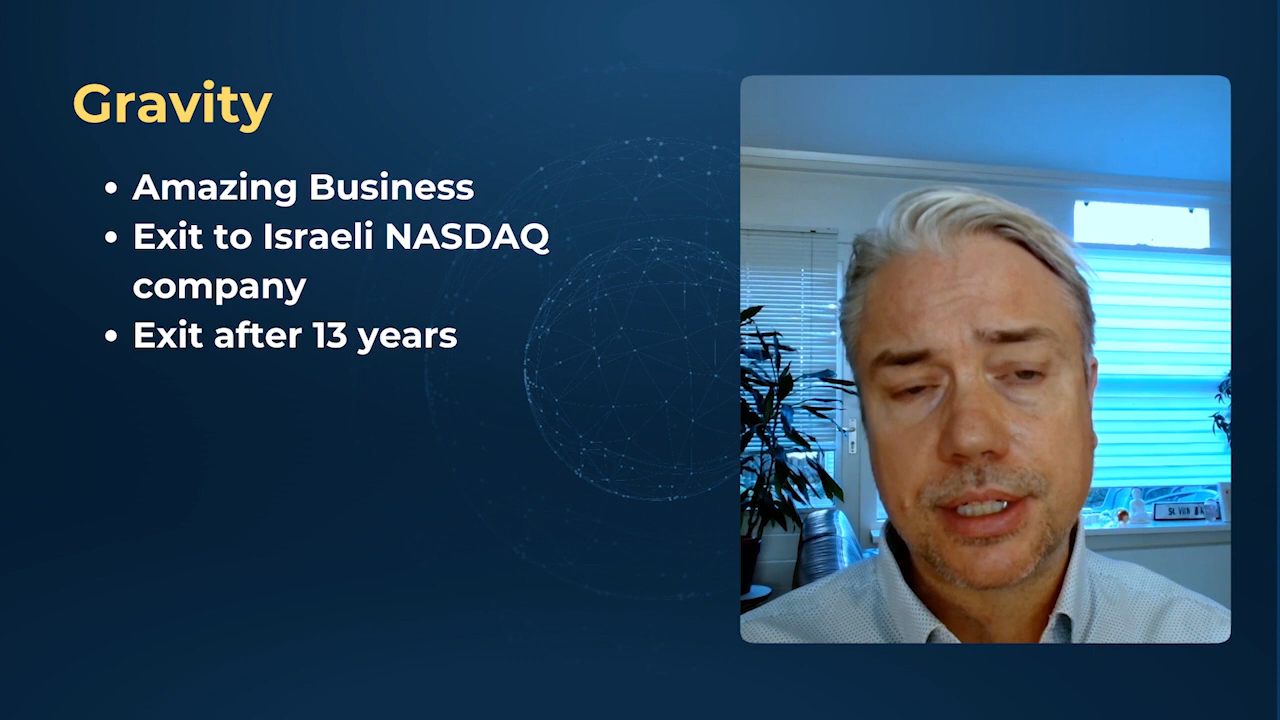 Gravity
• Amazing Business
• Exit to Israeli NASDAQ
company
• Exit after 13 years